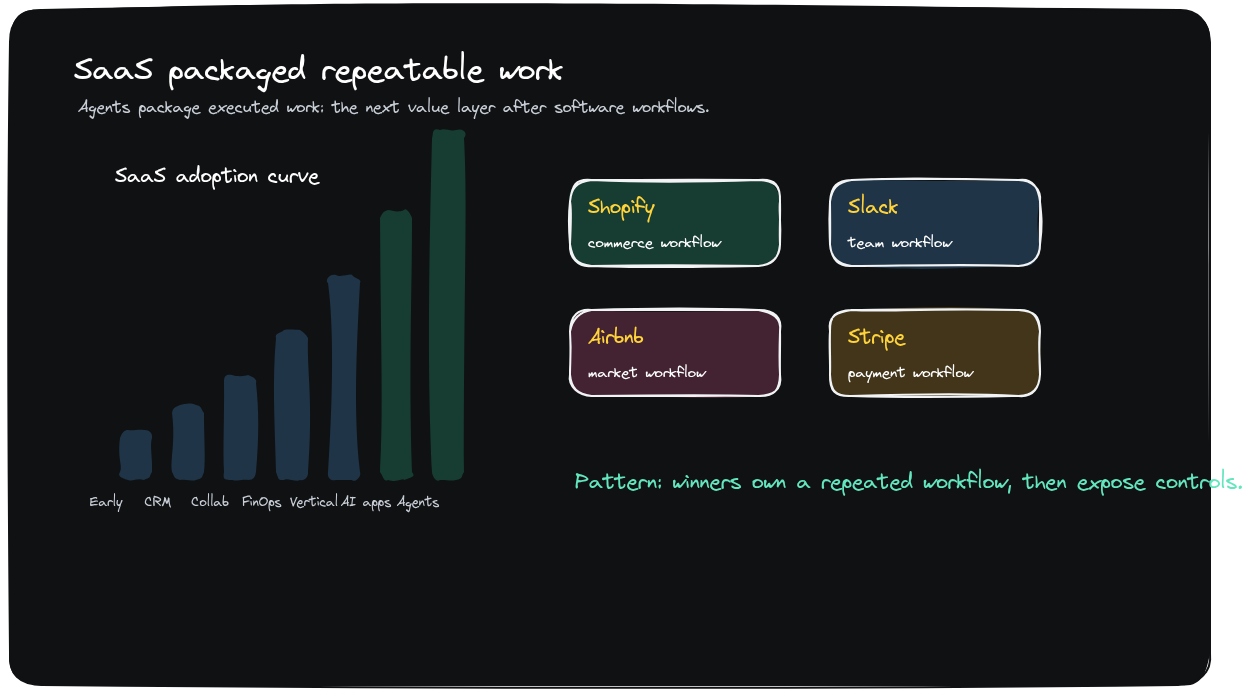 SaaS packaged repeatable work
Agents package executed work: the next value layer after software workflows.
SaaS adoption curve
Early CRM Collab FinOps Vertical AI apps Agents
Shopify
commerce workflow
Slack
team workflow
Airbnb
market workflow
Stripe
payment workflow
Pattern: winners own a repeated workflow, then expose controls.